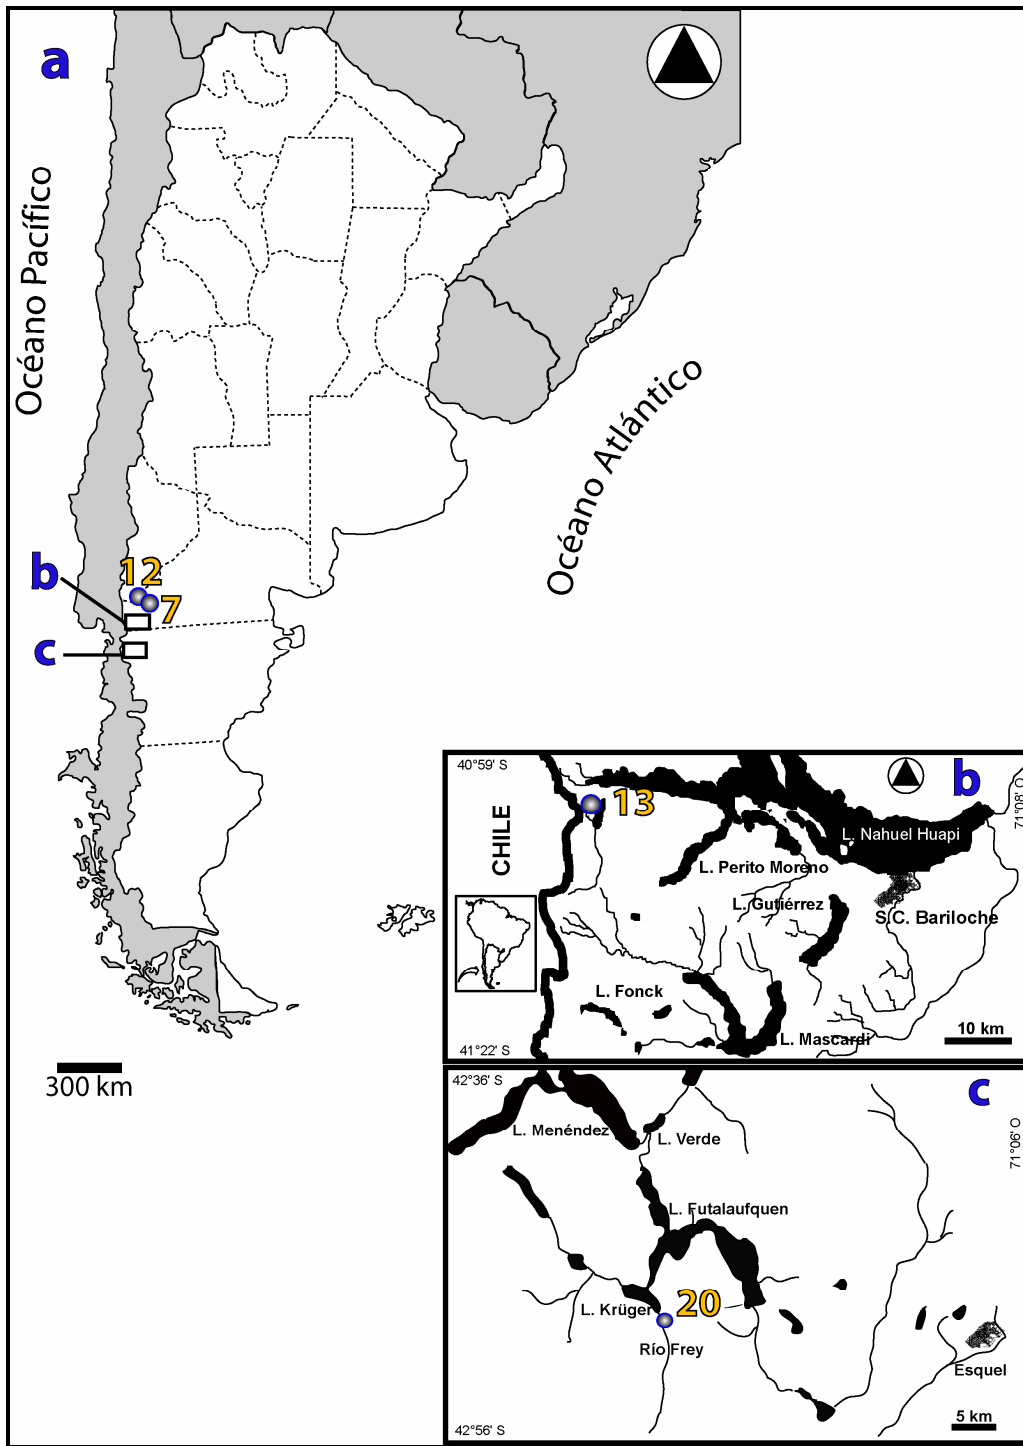 a
Océano Pacífico
Océano Atlántico
b
12
7
c
300 km
40°59' S
b
71°08' O
13
CHILE
L. Nahuel Huapi
L. Perito Moreno
L. Gutiérrez
S.C. Bariloche
L. Fonck
L. Mascardi
10 km
41°22' S
42°36' S
c
71°06' O
L. Menéndez
L. Verde
L. Futalaufquen
L. Krüger
20
Río Frey
Esquel
5 km
42°56' S